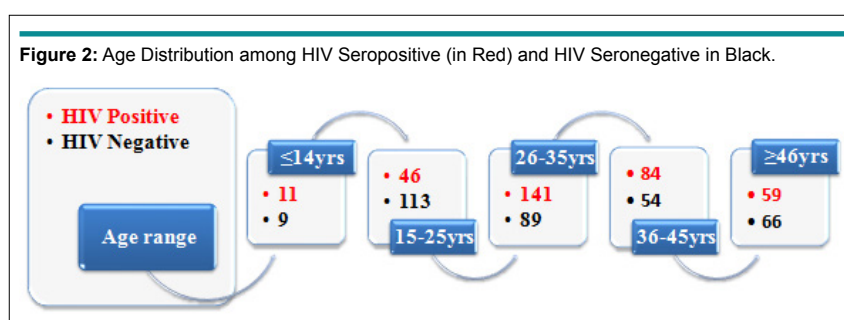 Figure 2: Age Distribution among HIV Seropositive (in Red) and HIV Seronegative in Black.
• HIV Positive
• HIV Negative
Age range
≤14yrs
• 11
• 9
• 46
• 113
15-25yrs
26-35yrs
• 141
• 89
• 84
• 54
36-45yrs
≥46yrs
• 59
• 66